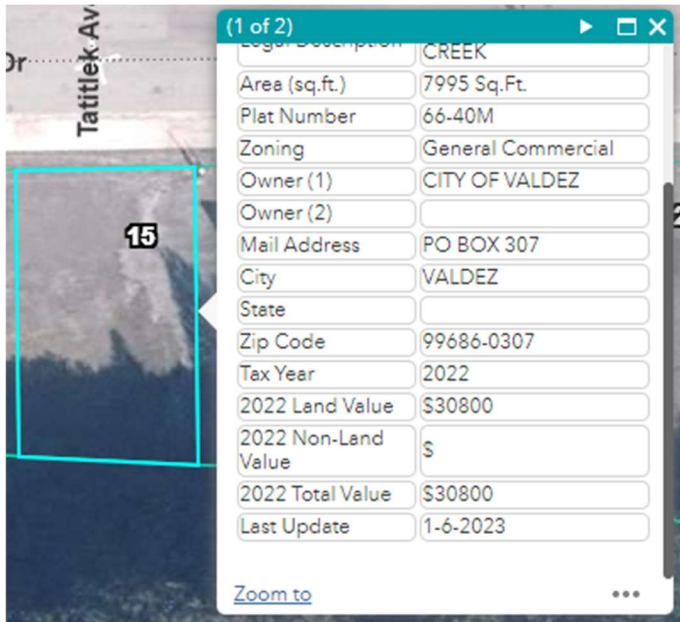 (1 of 2)
Legal Description CREEK
Area (sq.ft.) 7995 Sq.Ft.
Plat Number 66-40M
Zoning General Commercial
Owner (1) CITY OF VALDEZ
Owner (2)
Mail Address PO BOX 307
City VALDEZ
State
Zip Code 99686-0307
Tax Year 2022
2022 Land Value $30800
2022 Non-Land
Value $
2022 Total Value $30800
Last Update 1-6-2023
Zoom to
Dr
Tatitlek Av
15
2